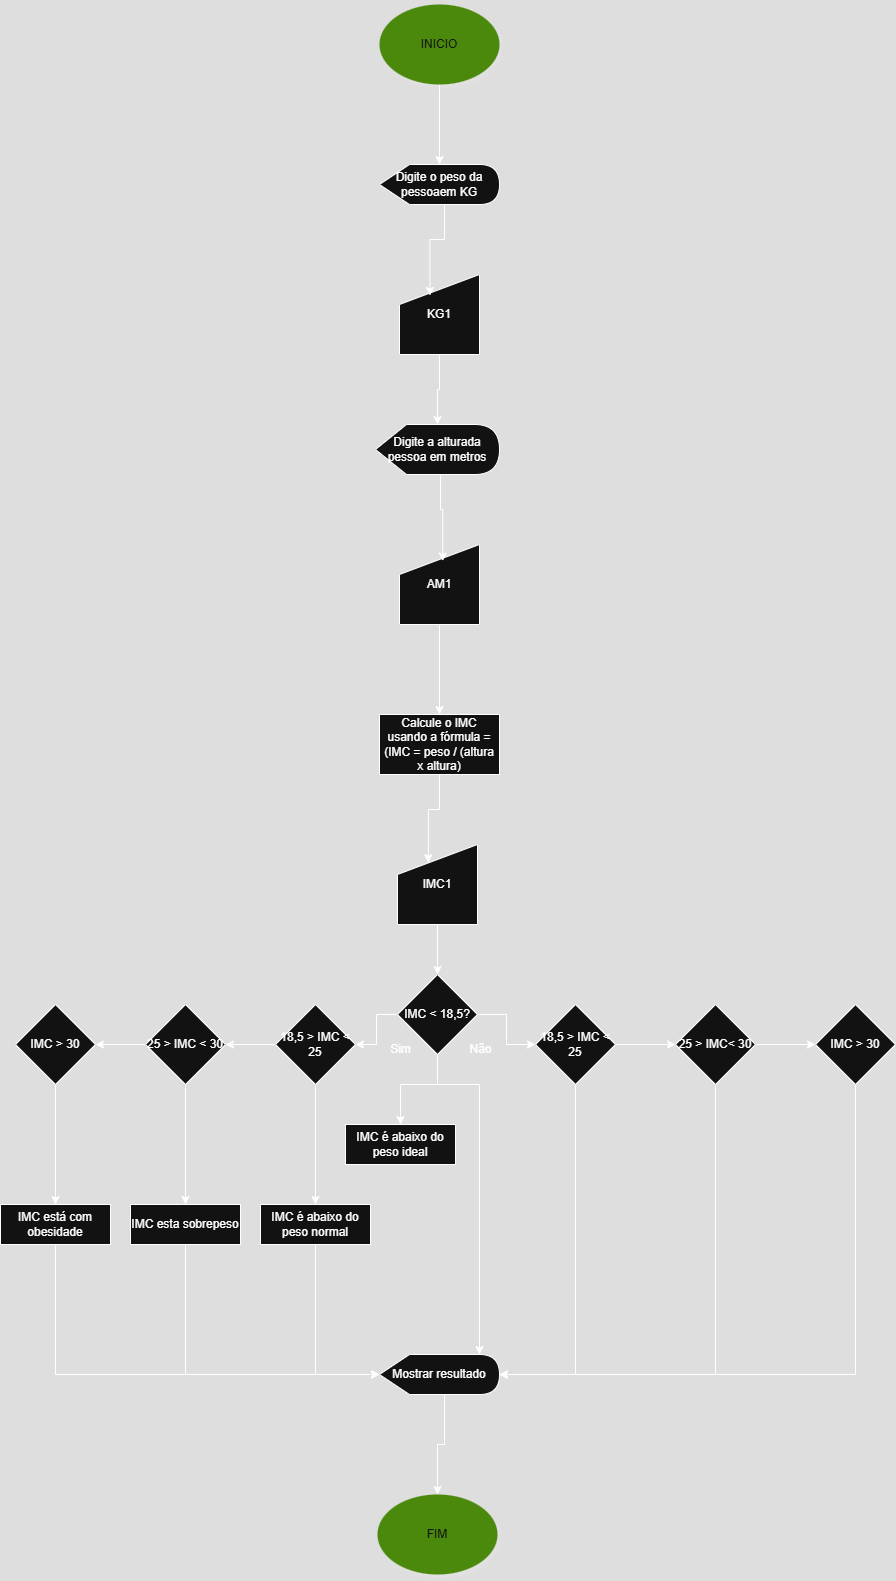 INICIO
Digite o peso da
pessoaem KG
KG1
Digite a alturada
pessoa em metros
AM1
Calcule o IMC
usando a fórmula =
(IMC = peso / (altura
x altura)
IMC1
IMC < 18,5?
Sim
Não
IMC > 30
25 > IMC < 30
18,5 > IMC <
25
18,5 > IMC <
25
25 > IMC< 30
IMC > 30
IMC é abaixo do
peso ideal
IMC está com
obesidade
IMC esta sobrepeso
IMC é abaixo do
peso normal
Mostrar resultado
FIM